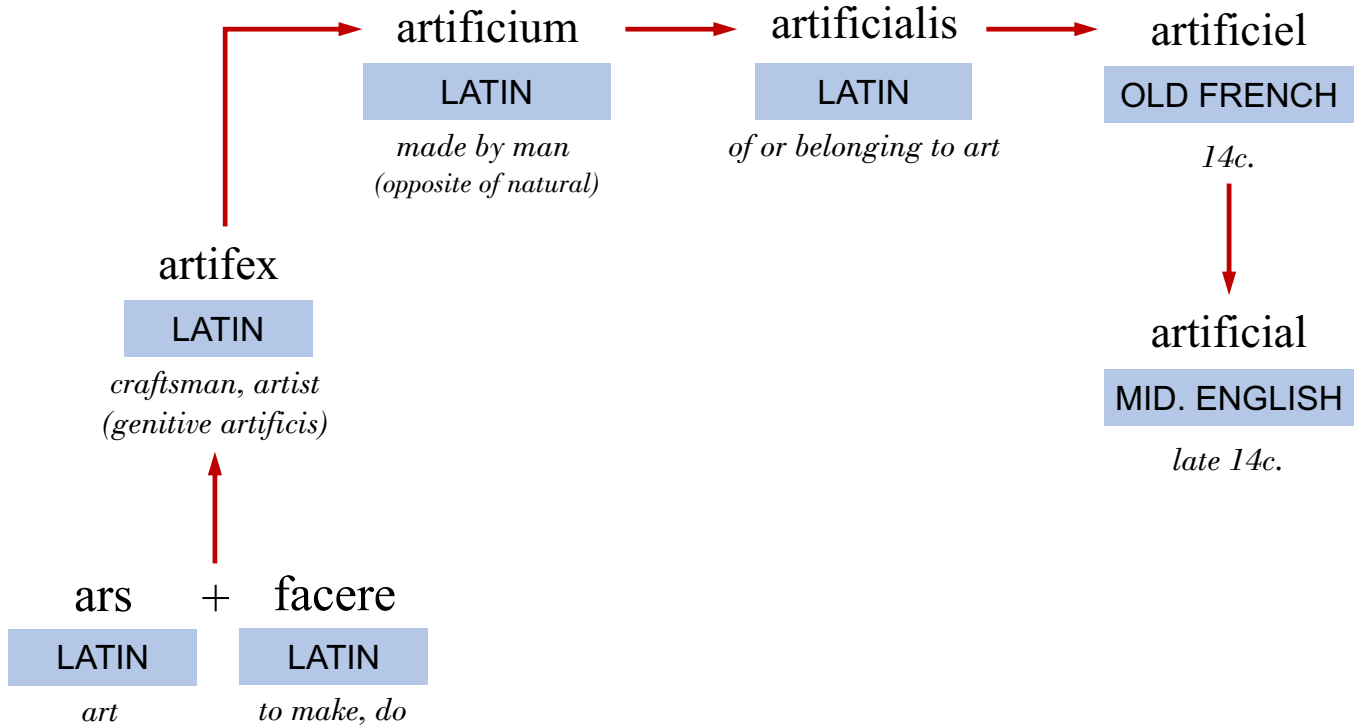 artificium
LATIN
made by man
(opposite of natural)
artificialis
LATIN
of or belonging to art
artificiel
OLD FRENCH
14c.
artifex
LATIN
craftsman, artist
(genitive artificis)
artificial
MID. ENGLISH
late 14c.
ars + facere
LATIN LATIN
art to make, do